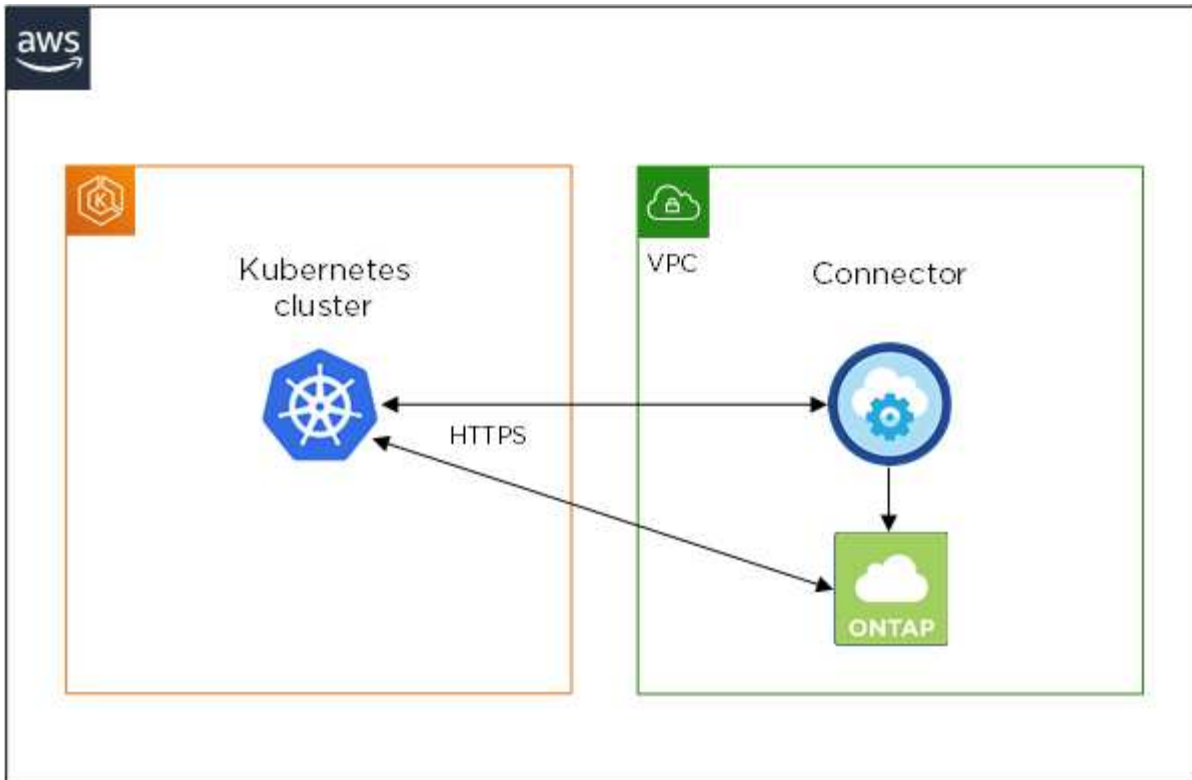 aws
Kubernetes
cluster
VPC
Connector
HTTPS
K
ONTAP